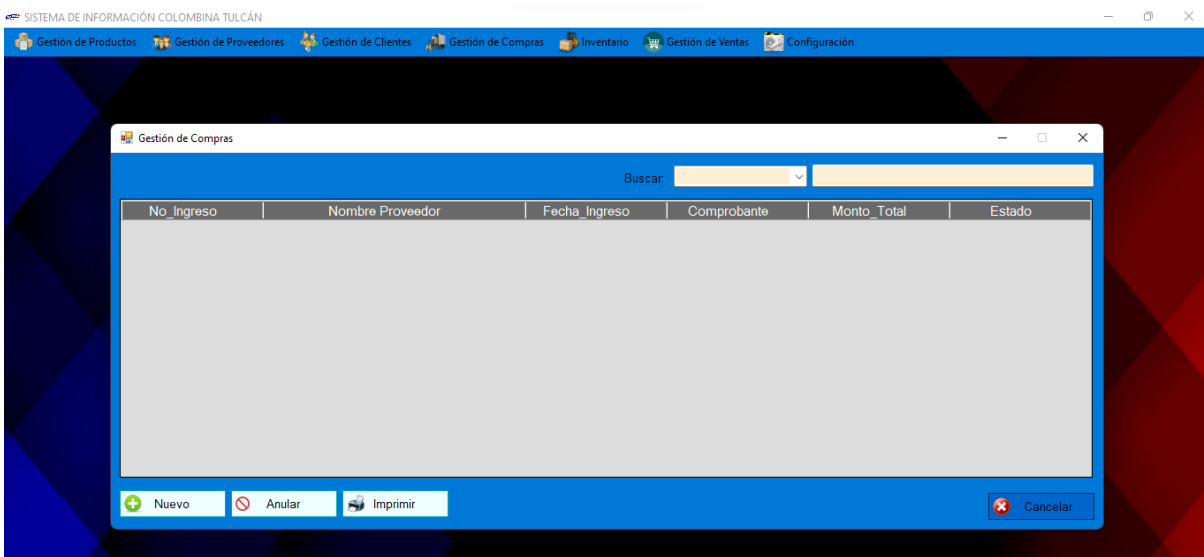 SISTEMA DE INFORMACIÓN COLOMBINA TULCÁN
Gestión de Productos Gestión de Proveedores Gestión de Clientes Gestión de Compras Inventario Gestión de Ventas Configuración
Gestión de Compras
Buscar:
No_Ingreso Nombre Proveedor Fecha_Ingreso Comprobante Monto_Total Estado
Nuevo Anular Imprimir Cancelar